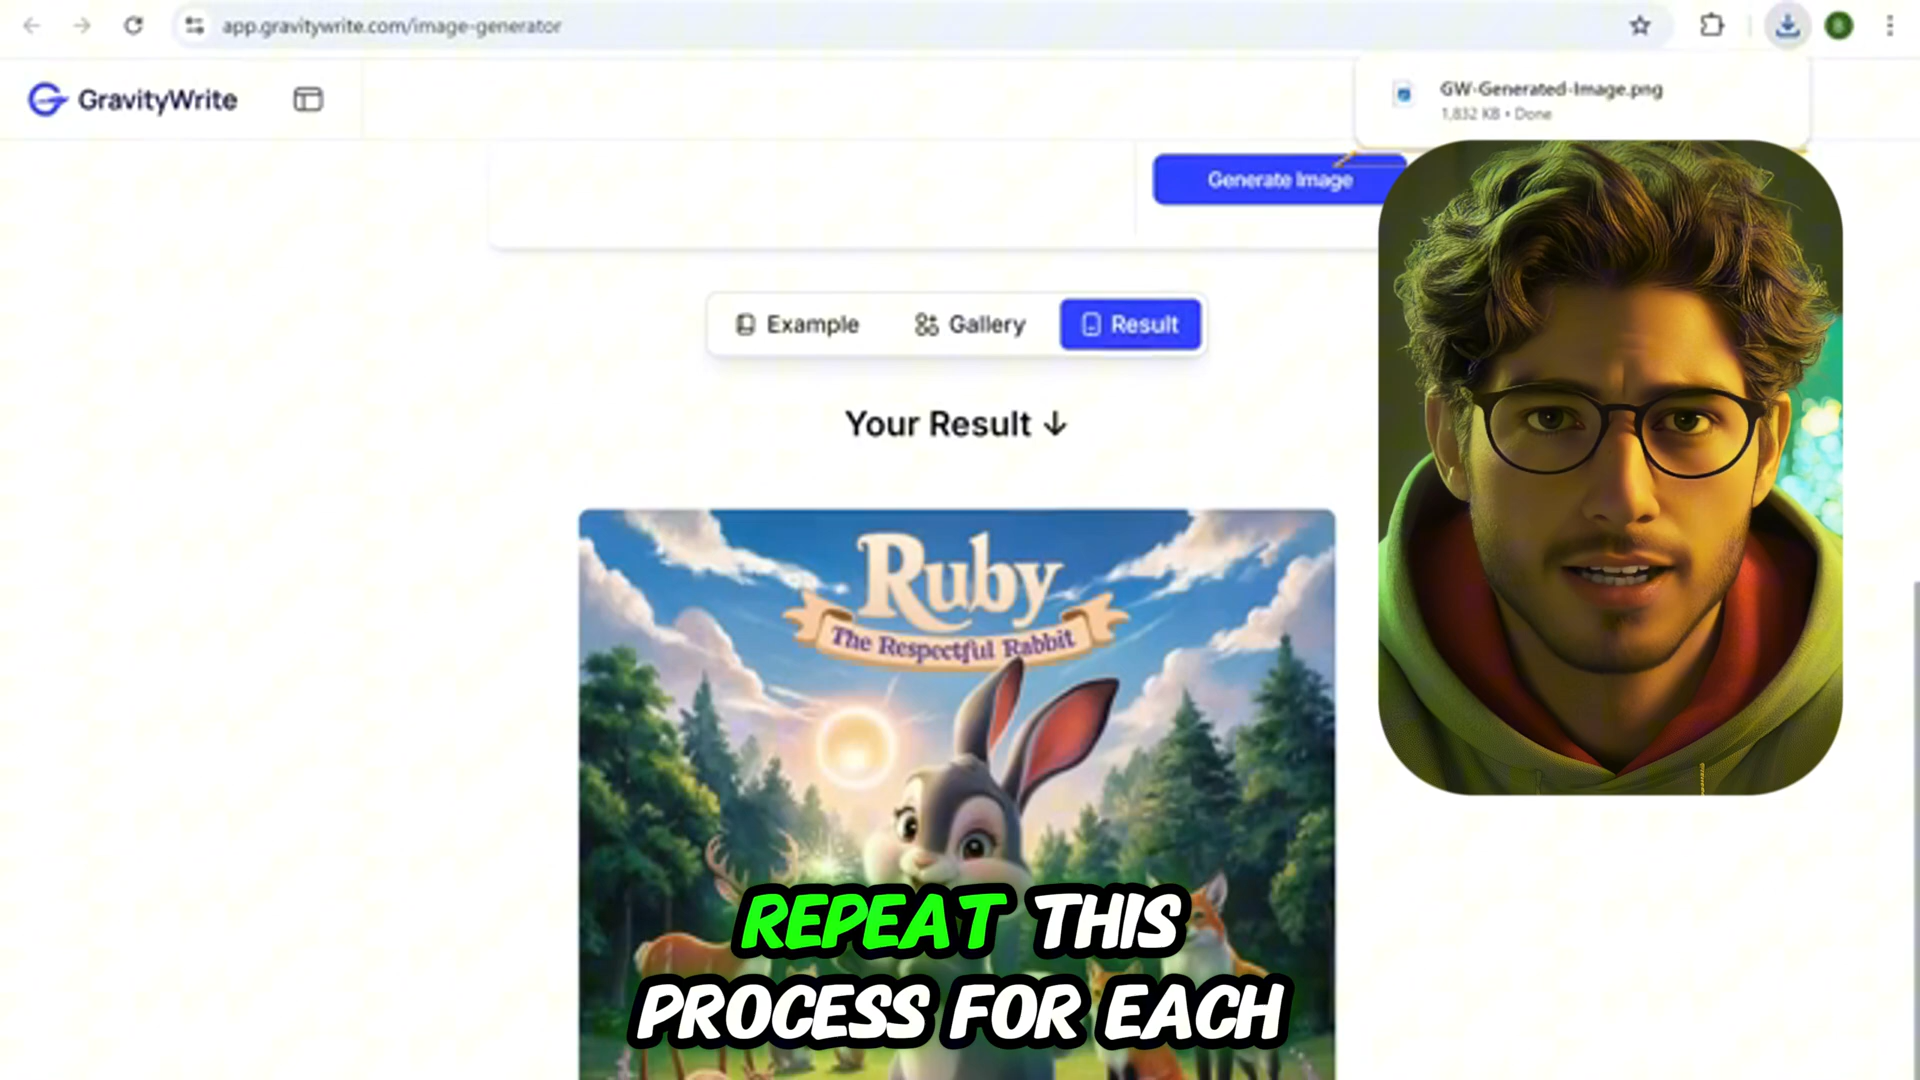 app.gravitywrite.com/image-generator
GravityWrite
GW-Generated-Image.png
1,832 KB • Done
Generate Image
Example
Gallery
Result
Your Result ↓
Ruby
The Respectful Rabbit
REPEAT THIS
PROCESS FOR EACH